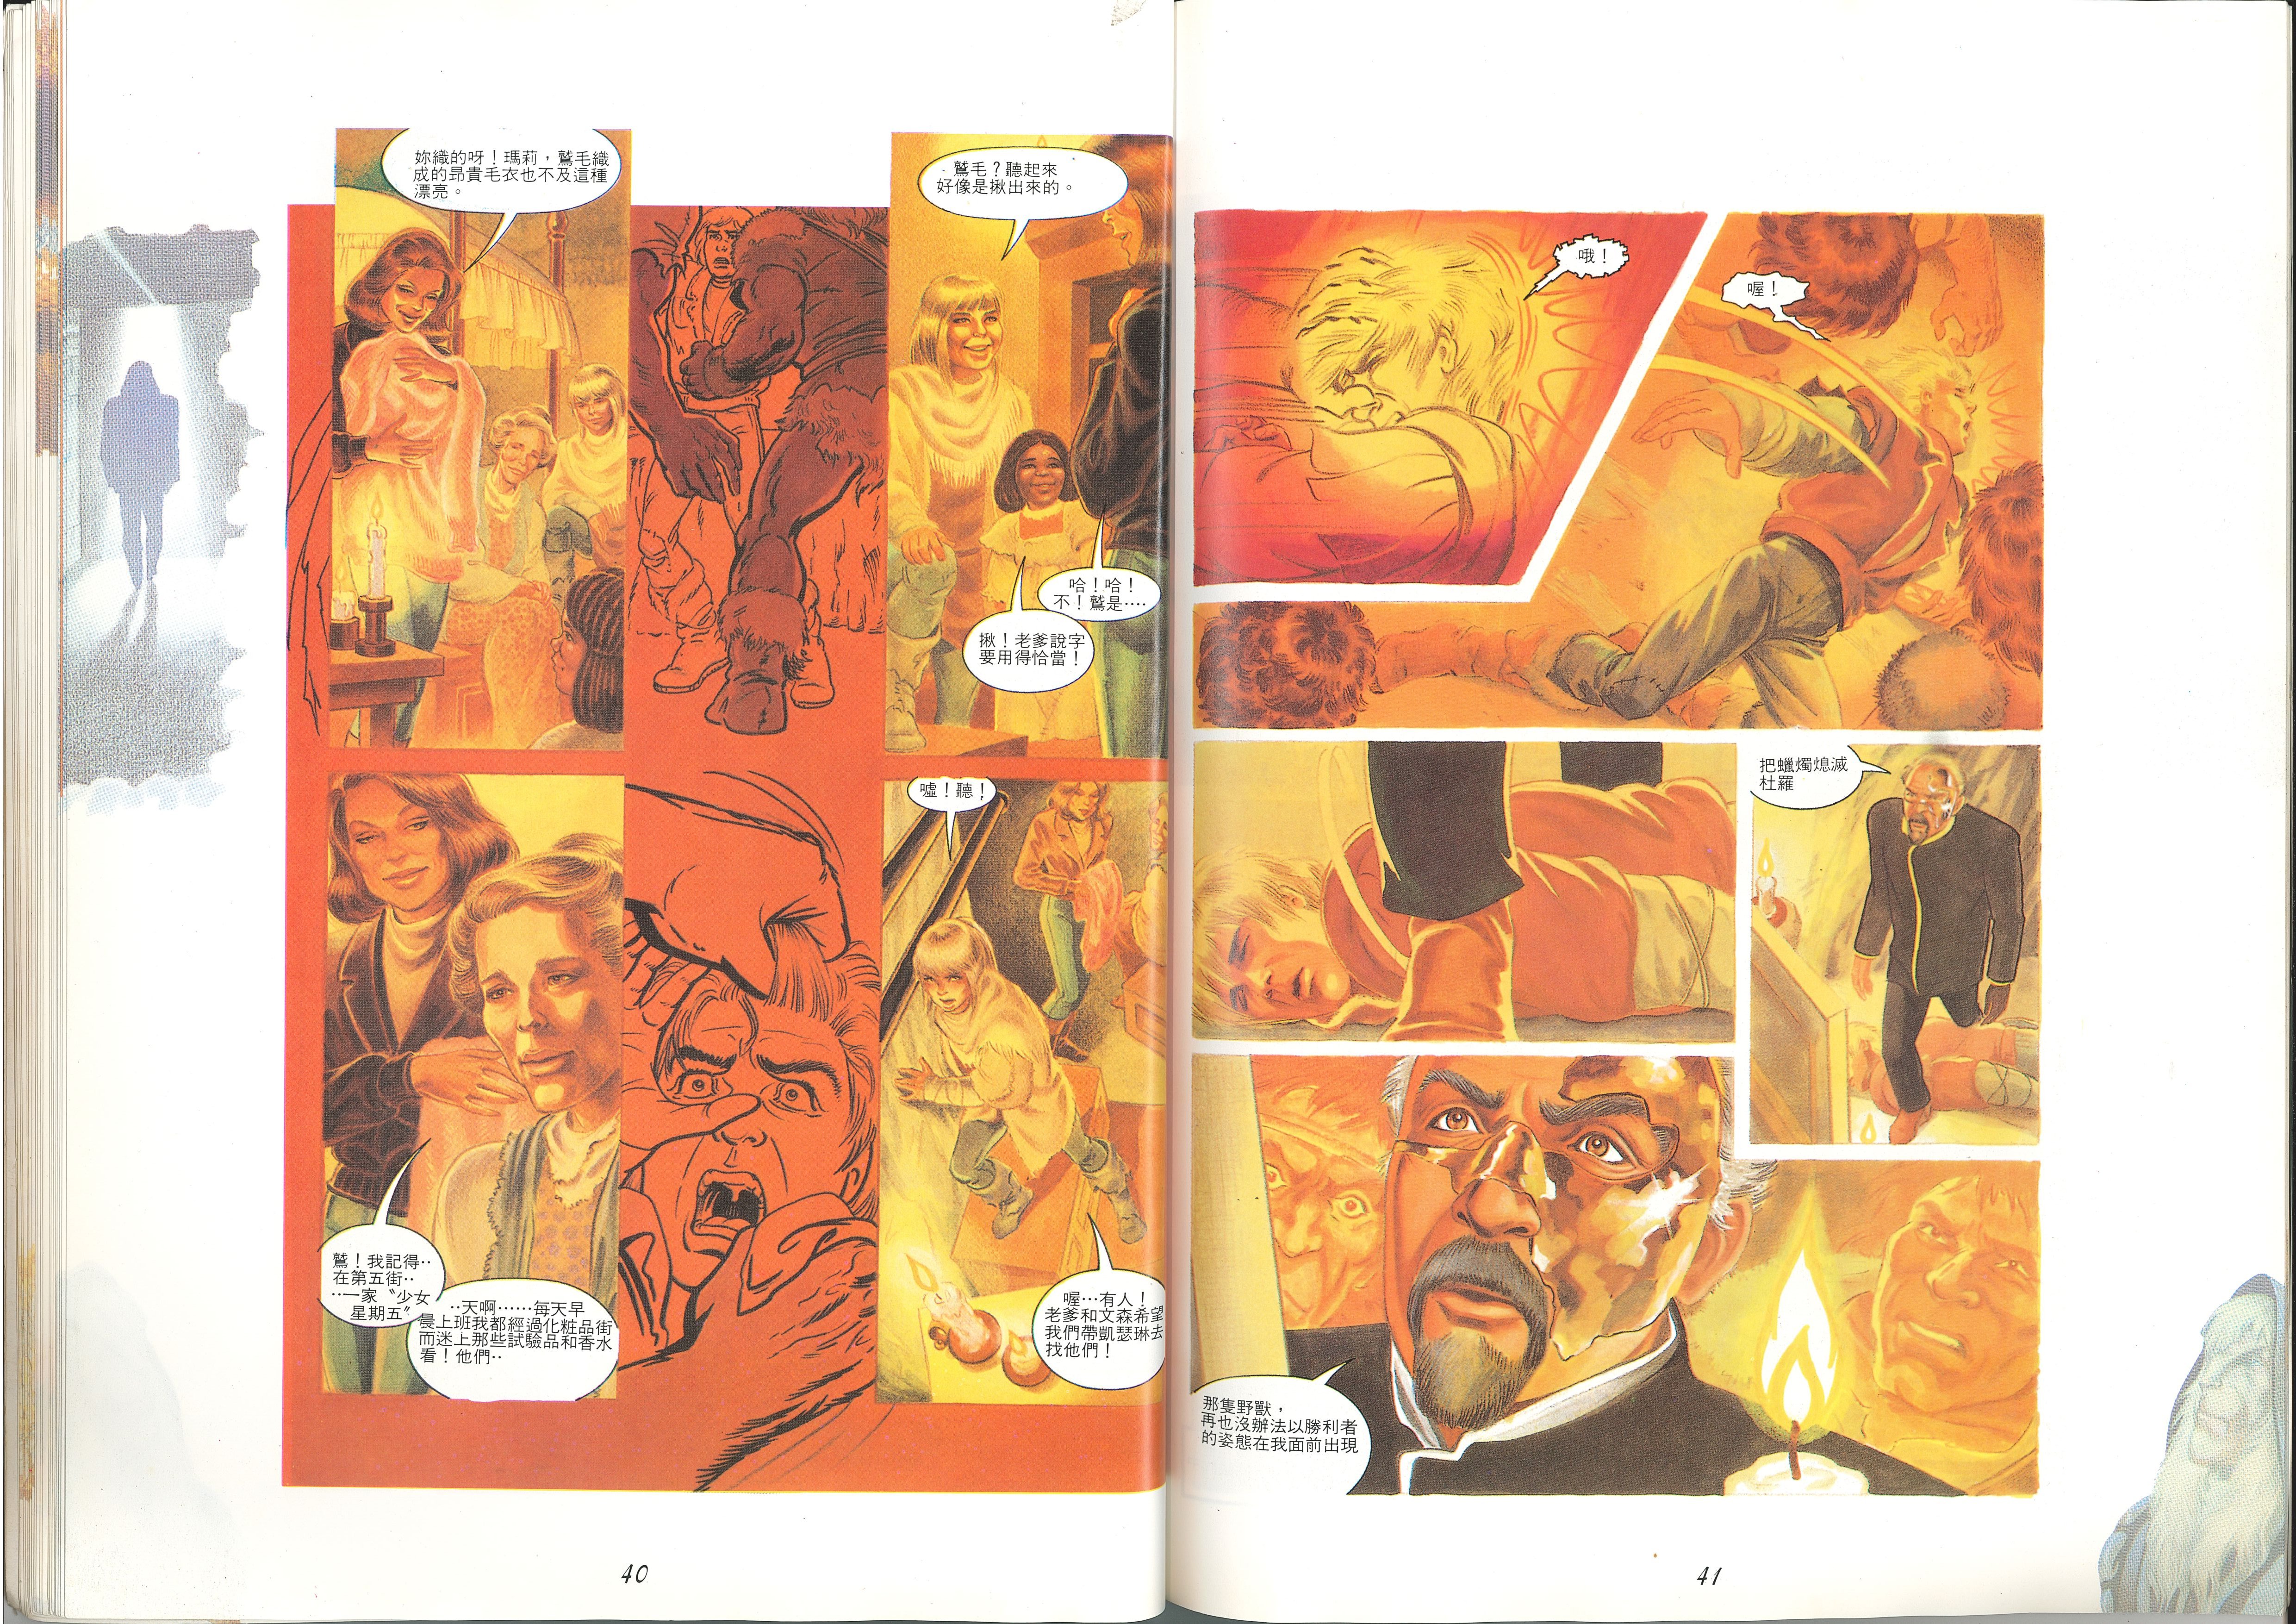 妳織的呀！瑪莉，鵞毛織
成的昂貴毛衣也不及這種
漂亮。
鵞毛？聽起來
好像是揪出來的。
哈！哈！
不！鵞是‥‥
揪！老爹說字
要用得恰當！
鵞！我記得‥
在第五街‥
‥一家〝少女
星期五〞
‥天啊⋯⋯每天早
晨上班我都經過化粧品街
而迷上那些試驗品和香水
看！他們‥
噓！聽！
喔⋯有人！
老爹和文森希望
我們帶凱瑟琳去
找他們！
40
哦！
喔！
把蠟燭熄滅
杜羅
那隻野獸，
再也沒辦法以勝利者
的姿態在我面前出現
41